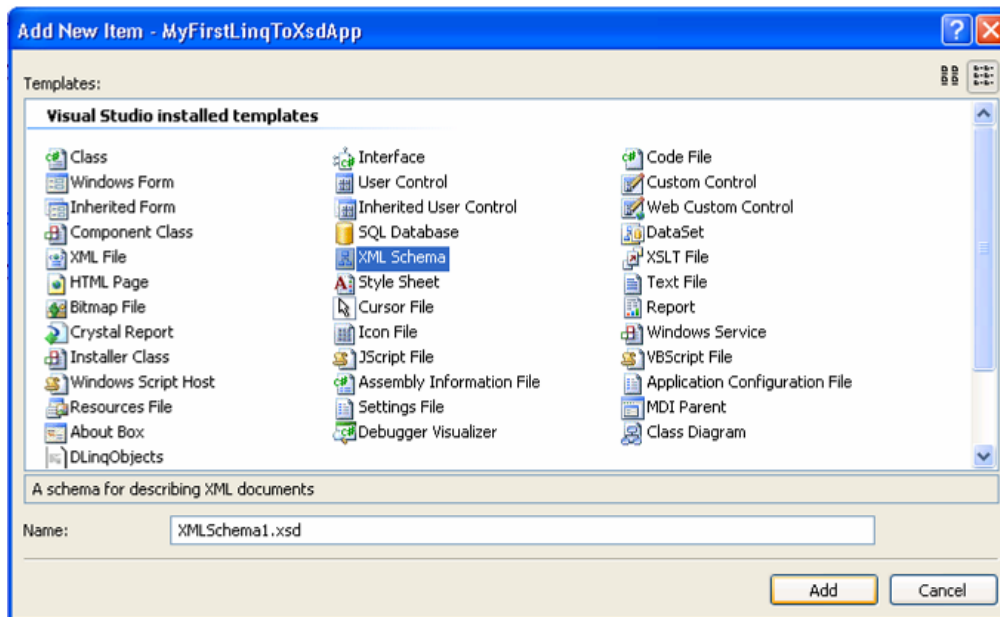 Add New Item - MyFirstLinqToXsdApp
Templates:
Visual Studio installed templates
Class Interface Code File
Windows Form User Control Custom Control
Inherited Form Inherited User Control Web Custom Control
Component Class SQL Database DataSet
XML File XML Schema XSLT File
HTML Page Style Sheet Text File
Bitmap File Cursor File Report
Crystal Report Icon File Windows Service
Installer Class JScript File VBScript File
Windows Script Host Assembly Information File Application Configuration File
Resources File Settings File MDI Parent
About Box Debugger Visualizer Class Diagram
DLinqObjects
A schema for describing XML documents
Name: XMLSchema1.xsd
Add Cancel